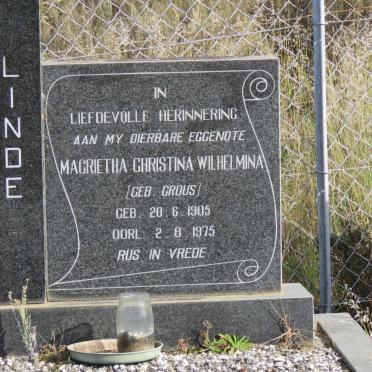 LINDE
IN
LIEFDEVOLLE HERINNERING
AAN MY DIERBARE EGGENOTE
MAGRIETHA CHRISTINA WILHELMINA
(GEB. GROUS)
GEB. 20.6.1905
OORL. 2.8.1975
RUS IN VREDE